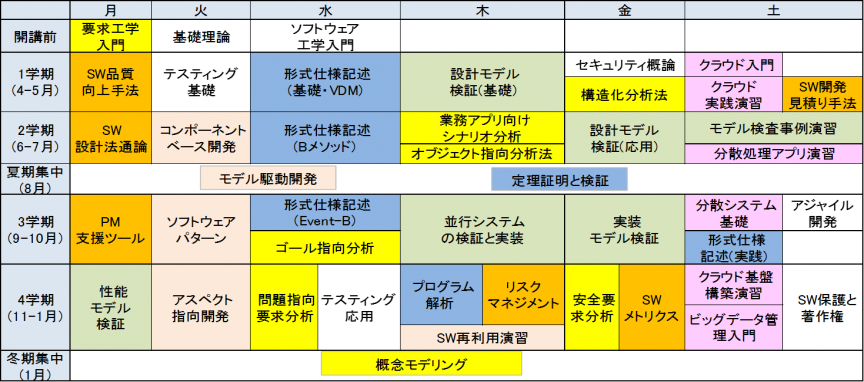 月 火 水 木 金 土
開講前
要求工学
入門
基礎理論
ソフトウェア
工学入門
1学期
(4-5月)
SW品質
向上手法
テスティング
基礎
形式仕様記述
(基礎・VDM)
設計モデル
検証(基礎)
セキュリティ概論
構造化分析法
クラウド入門
クラウド
実践演習
SW開発
見積り手法
2学期
(6-7月)
SW
設計法通論
コンポーネント
ベース開発
形式仕様記述
(Bメソッド)
業務アプリ向け
シナリオ分析
オブジェクト指向分析法
設計モデル
検証(応用)
モデル検査事例演習
分散処理アプリ演習
夏期集中
(8月)
モデル駆動開発
定理証明と検証
3学期
(9-10月)
PM
支援ツール
ソフトウェア
パターン
形式仕様記述
(Event-B)
ゴール指向分析
並行システム
の検証と実装
実装
モデル検証
分散システム
基礎
形式仕様
記述(実践)
アジャイル
開発
4学期
(11-1月)
性能
モデル
検証
アスペクト
指向開発
問題指向
要求分析
テスティング
応用
プログラム
解析
リスク
マネジメント
SW再利用演習
安全要
求分析
SW
メトリクス
クラウド基盤
構築演習
ビッグデータ管
理入門
SW保護と
著作権
冬期集中
(1月)
概念モデリング